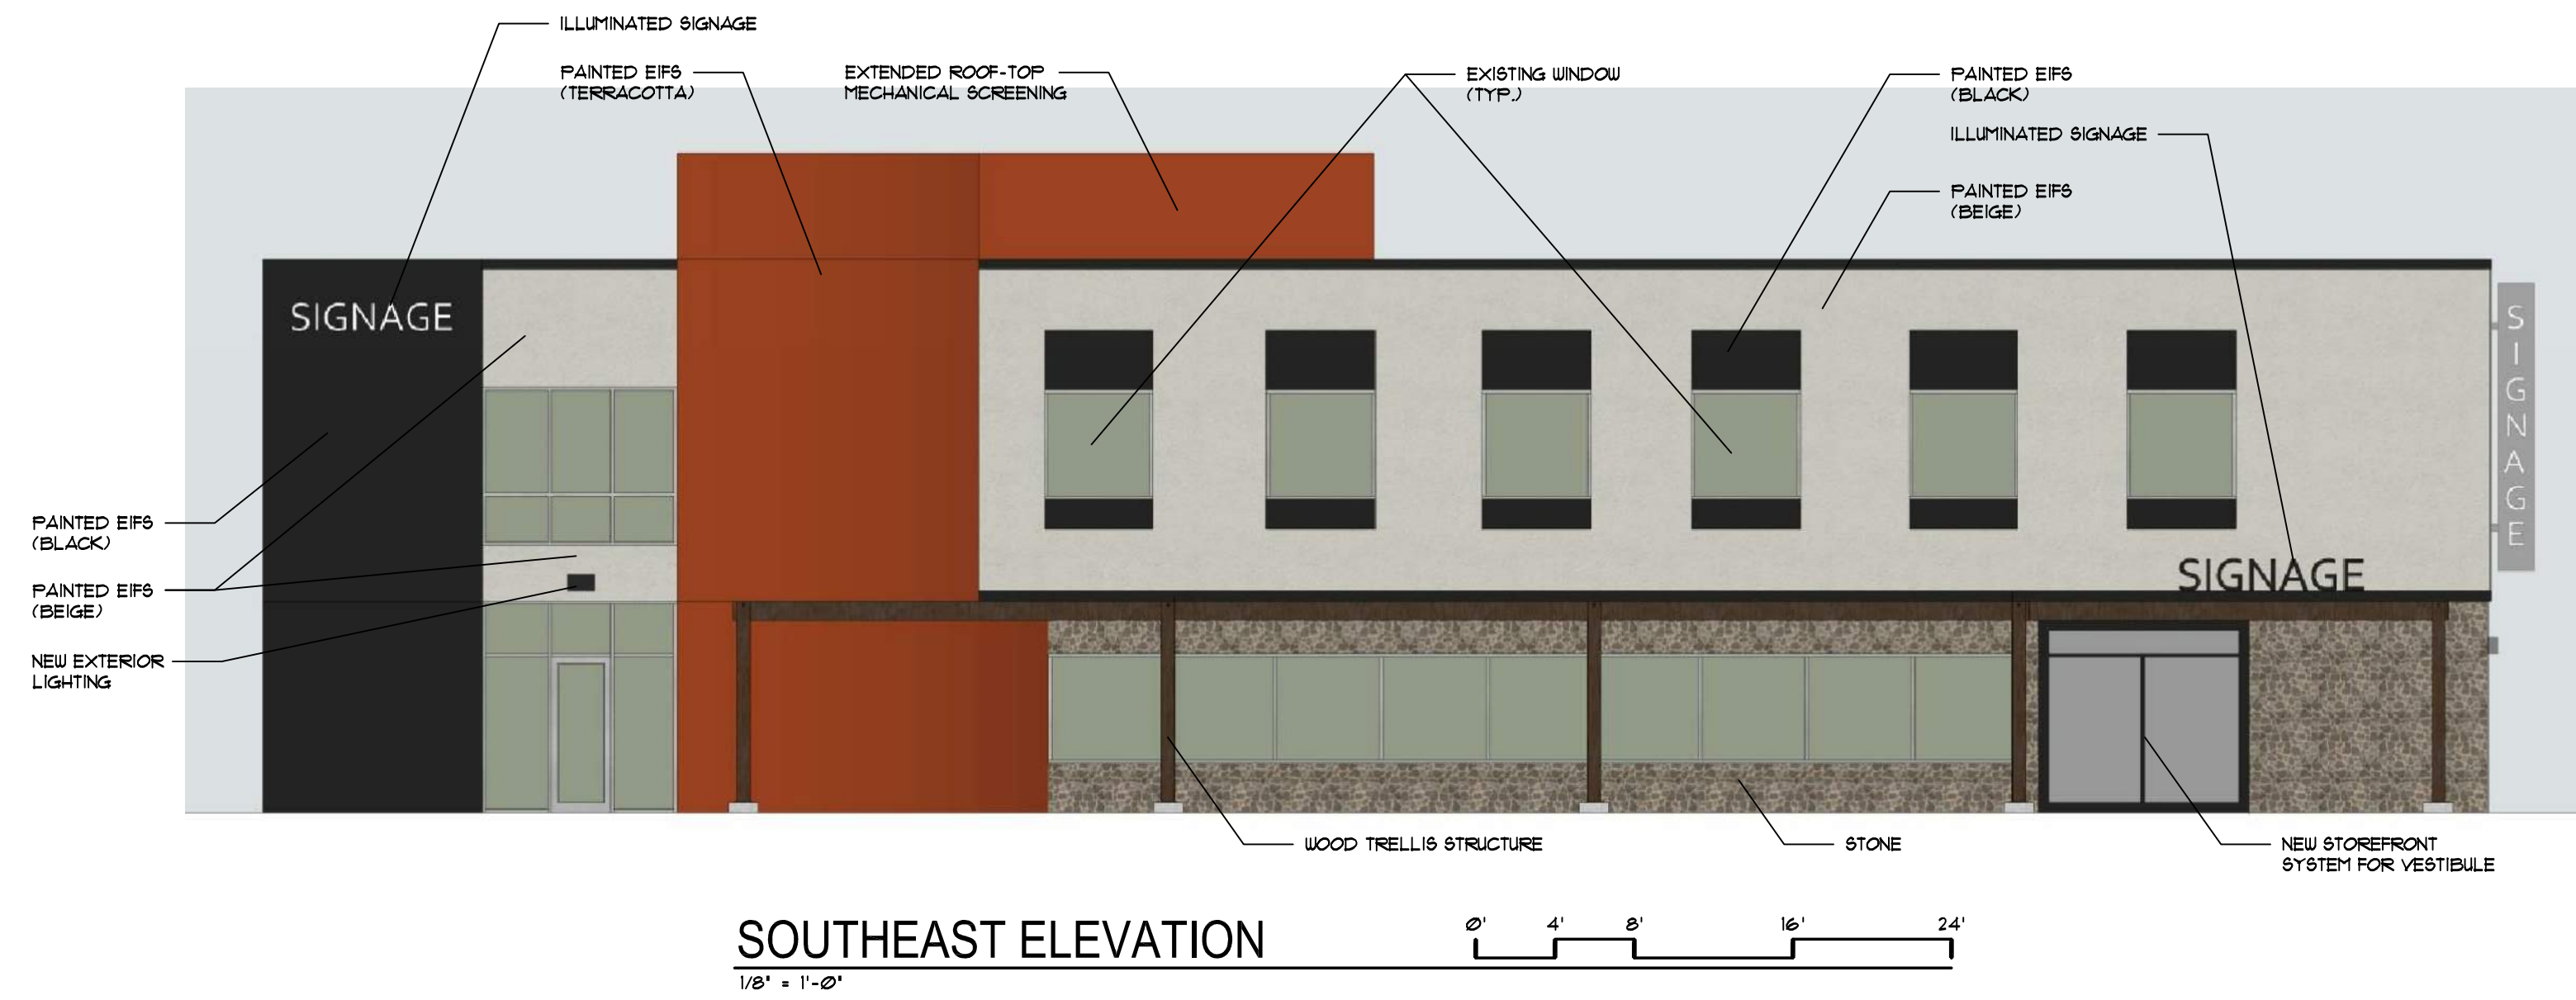 ILLUMINATED SIGNAGE
PAINTED EIFS
(TERRACOTTA)
EXTENDED ROOF-TOP
MECHANICAL SCREENING
EXISTING WINDOW
(TYP.)
PAINTED EIFS
(BLACK)
ILLUMINATED SIGNAGE
PAINTED EIFS
(BEIGE)
SIGNAGE
SIGNAGE
PAINTED EIFS
(BLACK)
PAINTED EIFS
(BEIGE)
NEW EXTERIOR
LIGHTING
SIGNAGE
WOOD TRELLIS STRUCTURE
STONE
NEW STOREFRONT
SYSTEM FOR VESTIBULE
SOUTHEAST ELEVATION
0' 4' 8' 16' 24'
1/8" = 1'-0"